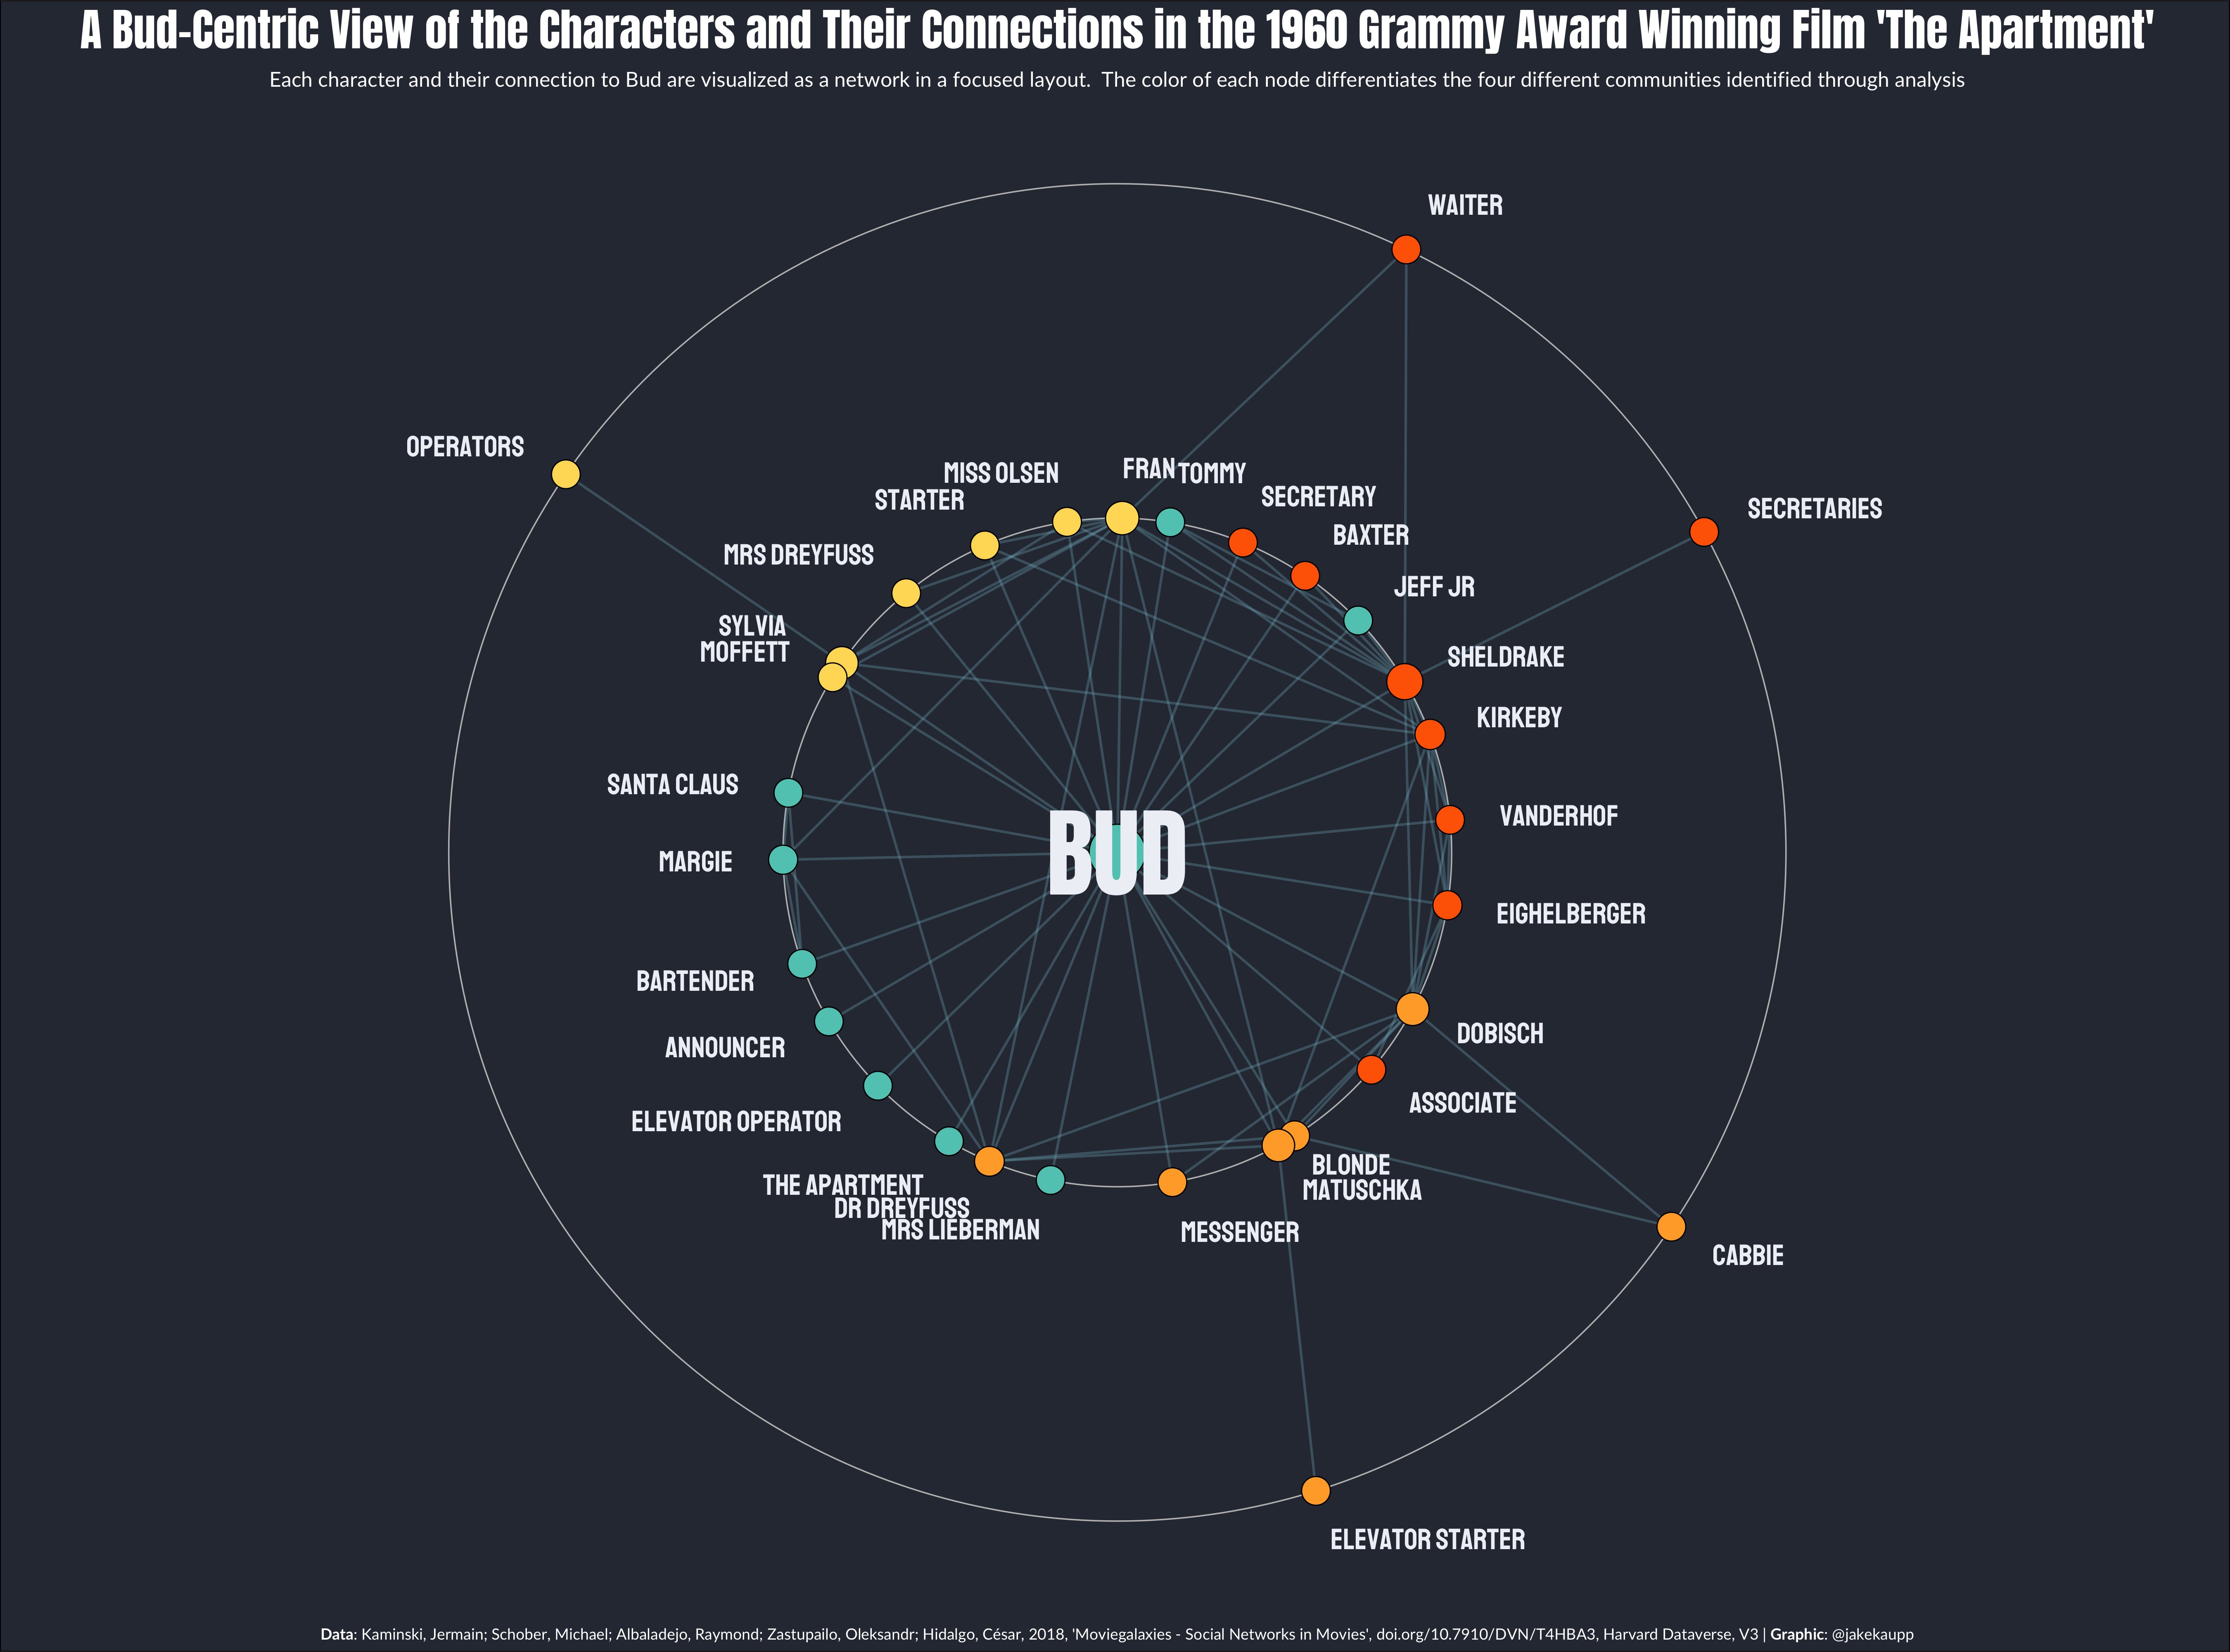 A Bud-Centric View of the Characters and Their Connections in the 1960 Grammy Award Winning Film 'The Apartment'
Each character and their connection to Bud are visualized as a network in a focused layout.  The color of each node differentiates the four different communities identified through analysis
WAITER
OPERATORS
SECRETARIES
MISS OLSEN
FRAN
TOMMY
STARTER
SECRETARY
BAXTER
MRS DREYFUSS
JEFF JR
SYLVIA
MOFFETT
SHELDRAKE
KIRKEBY
SANTA CLAUS
VANDERHOF
MARGIE
BUD
EIGHELBERGER
BARTENDER
DOBISCH
ANNOUNCER
ASSOCIATE
ELEVATOR OPERATOR
BLONDE
MATUSCHKA
THE APARTMENT
DR DREYFUSS
MRS LIEBERMAN
MESSENGER
CABBIE
ELEVATOR STARTER
Data: Kaminski, Jermain; Schober, Michael; Albaladejo, Raymond; Zastupailo, Oleksandr; Hidalgo, César, 2018, 'Moviegalaxies - Social Networks in Movies', doi.org/10.7910/DVN/T4HBA3, Harvard Dataverse, V3 | Graphic: @jakekaupp